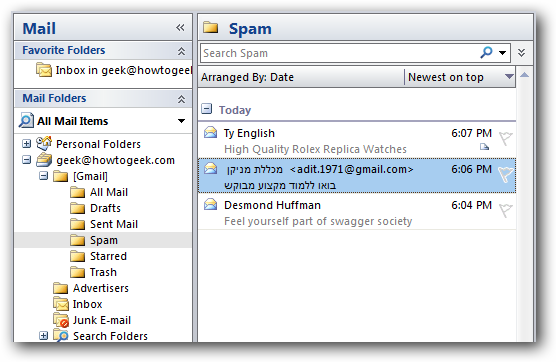 Mail «
Favorite Folders
Inbox in geek@howtogeek
Mail Folders
All Mail Items
Personal Folders
geek@howtogeek.com
[Gmail]
All Mail
Drafts
Sent Mail
Spam
Starred
Trash
Advertisers
Inbox
Junk E-mail
Search Folders
Spam
Search Spam
Arranged By: Date Newest on top
Today
Ty English 6:07 PM
High Quality Rolex Replica Watches
מכללת מניקן <adit.1971@gmail.com> 6:06 PM
בואו ללמוד מקצוע מבוקש
Desmond Huffman 6:04 PM
Feel yourself part of swagger society